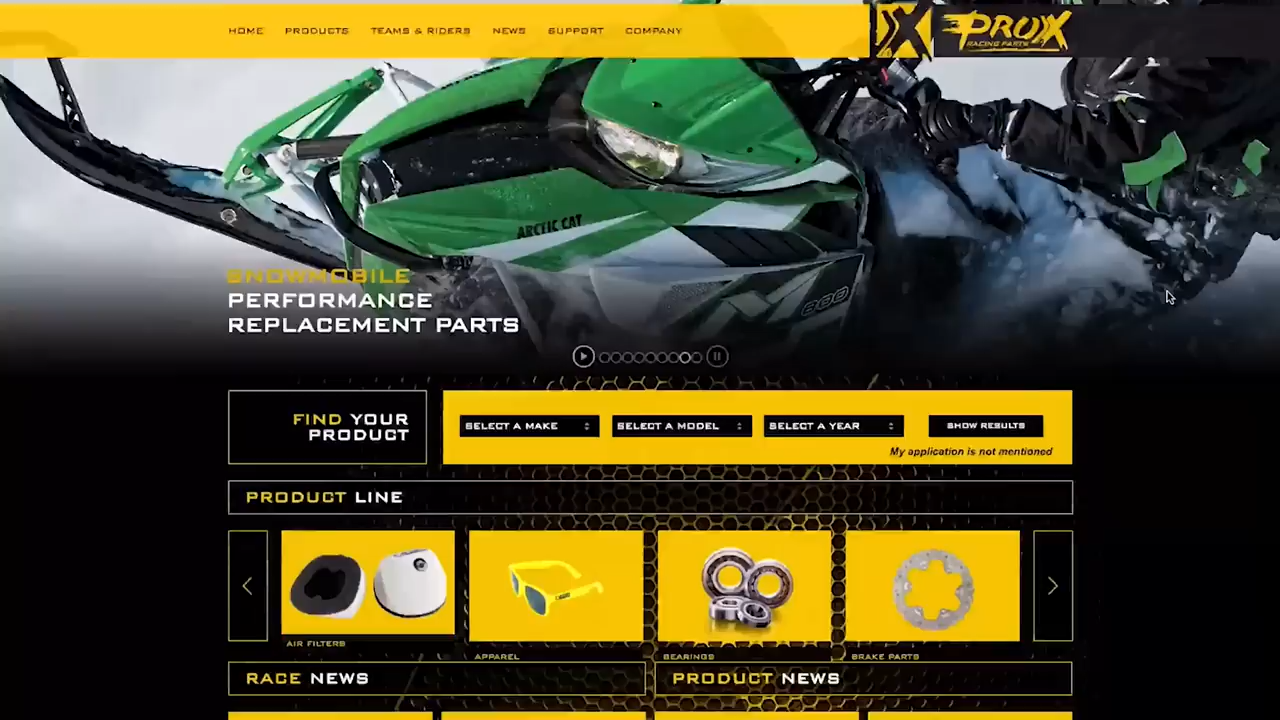 HOME PRODUCTS TEAMS & RIDERS NEWS SUPPORT COMPANY
PROX
RACING PARTS
ARCTIC CAT
M 800
SNOWMOBILE
PERFORMANCE
REPLACEMENT PARTS
FIND YOUR
PRODUCT
SELECT A MAKE SELECT A MODEL SELECT A YEAR SHOW RESULTS
My application is not mentioned
PRODUCT LINE
AIR FILTERS APPAREL BEARINGS BRAKE PARTS
RACE NEWS PRODUCT NEWS